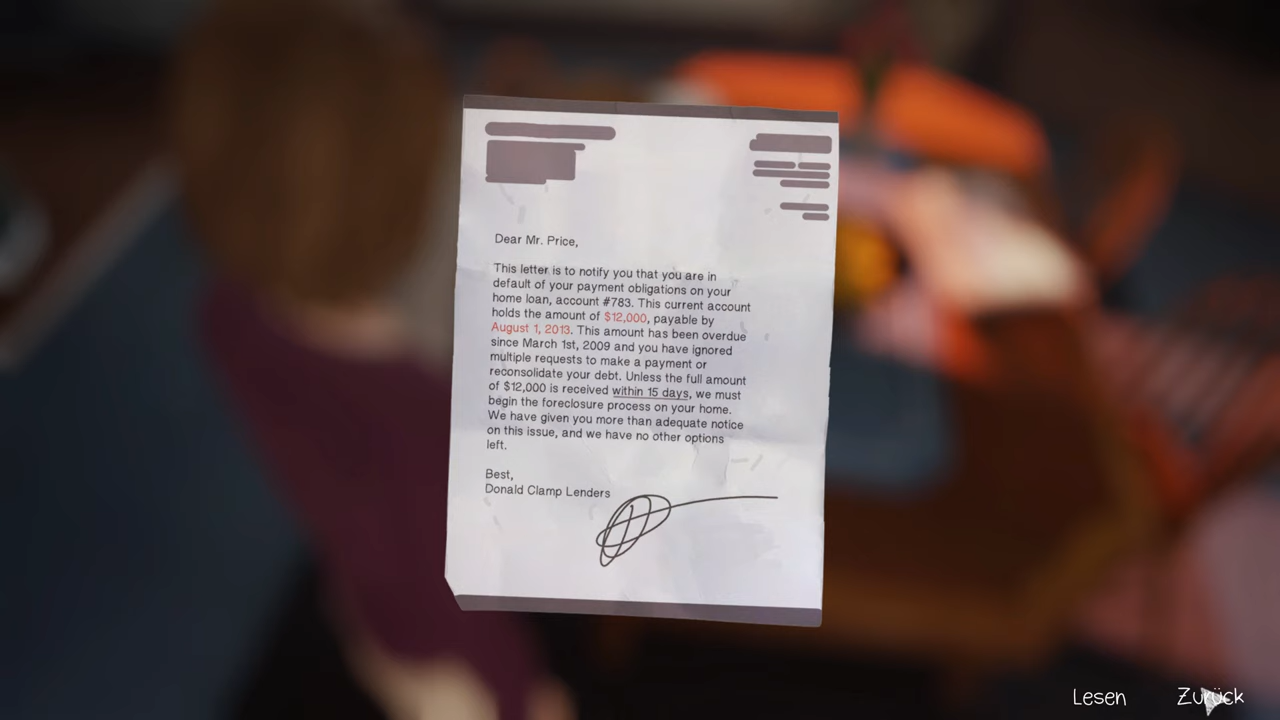 Dear Mr. Price,
This letter is to notify you that you are in
default of your payment obligations on your
home loan, account #783. This current account
holds the amount of $12,000, payable by
August 1, 2013. This amount has been overdue
since March 1st, 2009 and you have ignored
multiple requests to make a payment or
reconsolidate your debt. Unless the full amount
of $12,000 is received within 15 days, we must
begin the foreclosure process on your home.
We have given you more than adequate notice
on this issue, and we have no other options
left.
Best,
Donald Clamp Lenders
Lesen
Zurück